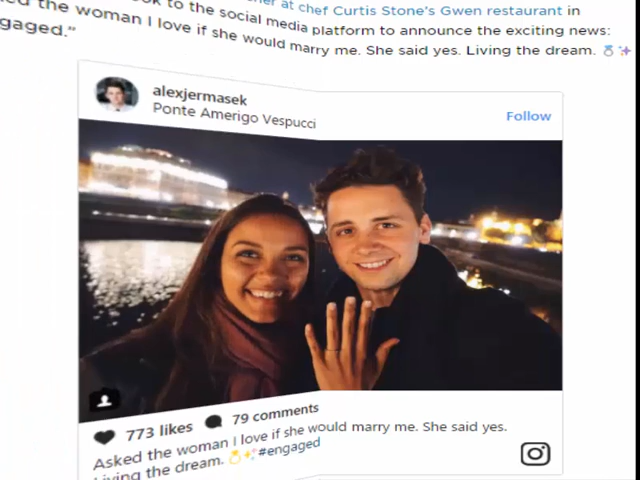 at chef Curtis Stone's Gwen restaurant in
to the social media platform to announce the exciting news:
the woman I love if she would marry me. She said yes. Living the dream. 💍✨
gaged."
alexjermasek
Ponte Amerigo Vespucci
Follow
773 likes 79 comments
Asked the woman I love if she would marry me. She said yes.
Living the dream. 💍✨#engaged